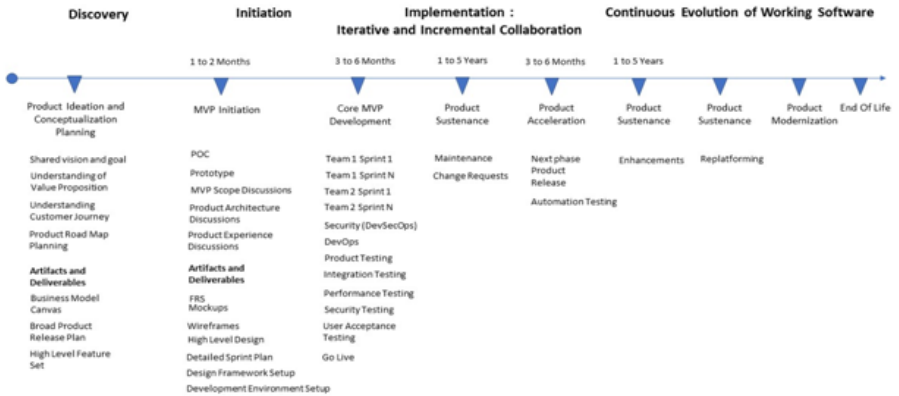 Discovery
Initiation
Implementation :
Iterative and Incremental Collaboration
Continuous Evolution of Working Software
1 to 2 Months
3 to 6 Months
1 to 5 Years
3 to 6 Months
1 to 5 Years
Product Ideation and
Conceptualization
Planning
MVP Initiation
Core MVP
Development
Product
Sustenance
Product
Acceleration
Product
Sustenance
Product
Sustenance
Product
Modernization
End Of Life
Shared vision and goal
Understanding of
Value Proposition
Understanding
Customer Journey
Product Road Map
Planning
Artifacts and
Deliverables
Business Model
Canvas
Broad Product
Release Plan
High Level Feature
Set
POC
Prototype
MVP Scope Discussions
Product Architecture
Discussions
Product Experience
Discussions
Artifacts and
Deliverables
FRS
Mockups
Wireframes
High Level Design
Detailed Sprint Plan
Design Framework Setup
Development Environment Setup
Team 1 Sprint 1
Team 1 Sprint N
Team 2 Sprint 1
Team 2 Sprint N
Security (DevSecOps)
DevOps
Product Testing
Integration Testing
Performance Testing
Security Testing
User Acceptance
Testing
Go Live
Maintenance
Change Requests
Next phase
Product
Release
Automation Testing
Enhancements
Replatforming